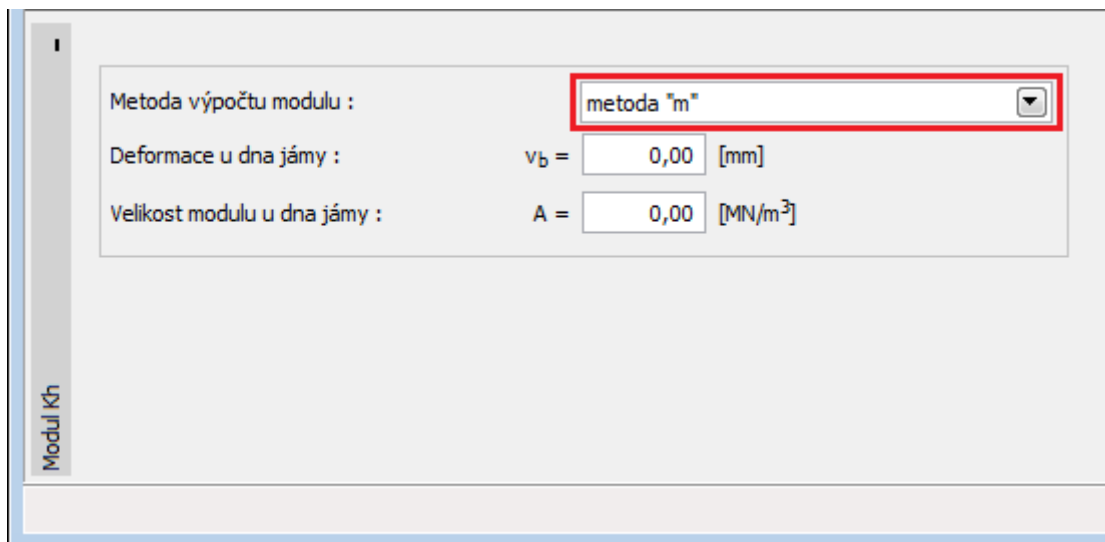 Metoda výpočtu modulu : metoda "m"
Deformace u dna jámy : vb = 0,00 [mm]
Velikost modulu u dna jámy : A = 0,00 [MN/m³]
Modul Kh